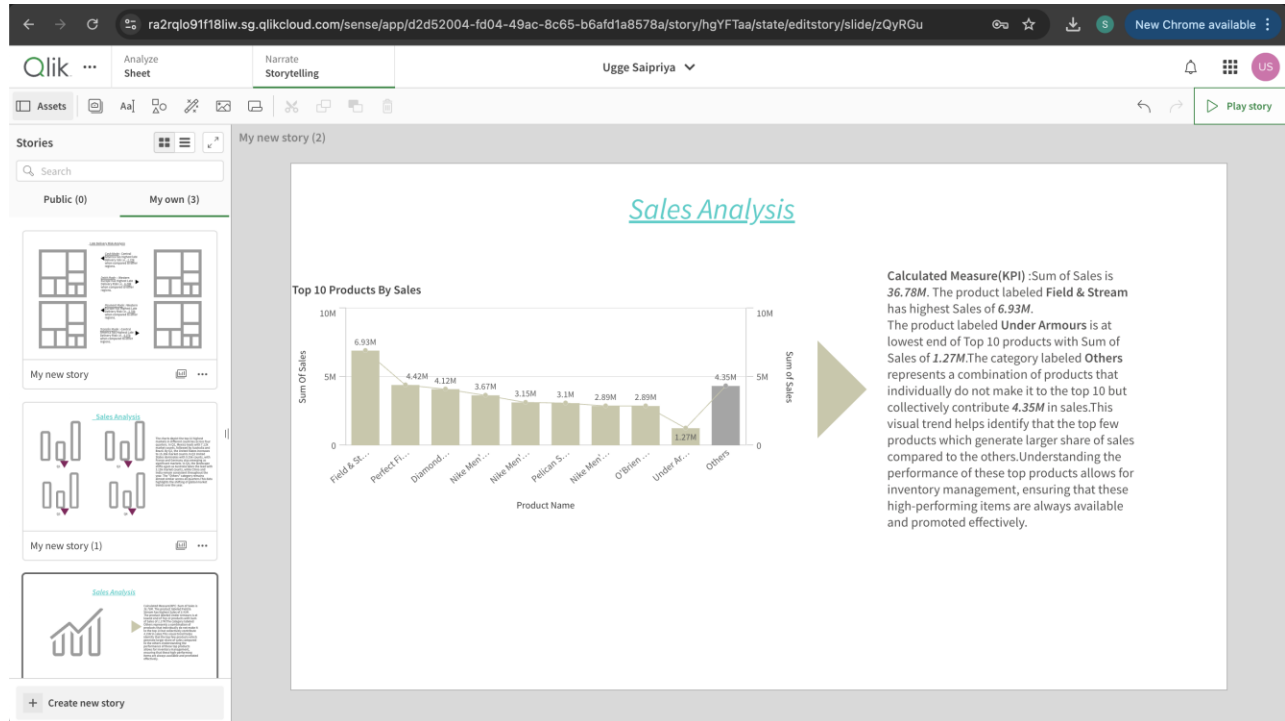 ra2rqlo91f18liw.sg.qlikcloud.com/sense/app/d2d52004-fd04-49ac-8c65-b6afd1a8578a/story/hgYFTaa/state/editstory/slide/zQyRGu
S
New Chrome available
Qlik
Analyze
Sheet
Narrate
Storytelling
Ugge Saipriya
US
Assets
Aa
Play story
Stories
Search
Public (0)
My own (3)
My new story
Sales Analysis
My new story (1)
Sales Analysis
Create new story
My new story (2)
Sales Analysis
Top 10 Products By Sales
10M
5M
0
Sum Of Sales
6.93M
4.42M
4.12M
3.67M
3.15M
3.1M
2.89M
2.89M
1.27M
4.35M
10M
5M
0
Sum of Sales
Field & St...
Perfect Fi...
Diamon...
Nike Men'...
Nike Men'...
Pelican S...
Nike Men'...
O'Brien ...
Under Ar...
Others
Product Name
Calculated Measure(KPI) :Sum of Sales is
36.78M. The product labeled Field & Stream
has highest Sales of 6.93M.
The product labeled Under Armours is at
lowest end of Top 10 products with Sum of
Sales of 1.27M.The category labeled Others
represents a combination of products that
individually do not make it to the top 10 but
collectively contribute 4.35M in sales.This
visual trend helps identify that the top few
products which generate larger share of sales
compared to the others.Understanding the
performance of these top products allows for
inventory management, ensuring that these
high-performing items are always available
and promoted effectively.